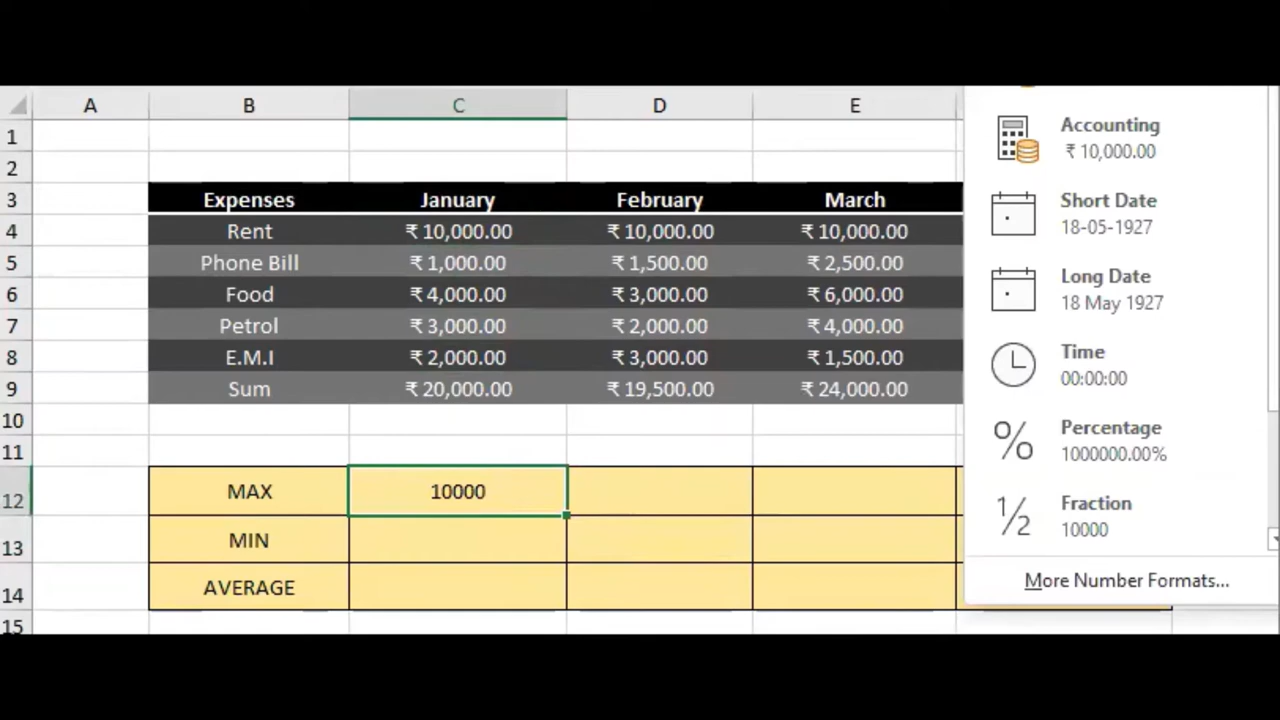 A B C D E
1
2
3 Expenses January February March
4 Rent ₹ 10,000.00 ₹ 10,000.00 ₹ 10,000.00
5 Phone Bill ₹ 1,000.00 ₹ 1,500.00 ₹ 2,500.00
6 Food ₹ 4,000.00 ₹ 3,000.00 ₹ 6,000.00
7 Petrol ₹ 3,000.00 ₹ 2,000.00 ₹ 4,000.00
8 E.M.I ₹ 2,000.00 ₹ 3,000.00 ₹ 1,500.00
9 Sum ₹ 20,000.00 ₹ 19,500.00 ₹ 24,000.00
10
11
12 MAX 10000
13 MIN
14 AVERAGE
15
Accounting
₹ 10,000.00
Short Date
18-05-1927
Long Date
18 May 1927
Time
00:00:00
% Percentage
1000000.00%
1/2 Fraction
10000
More Number Formats...